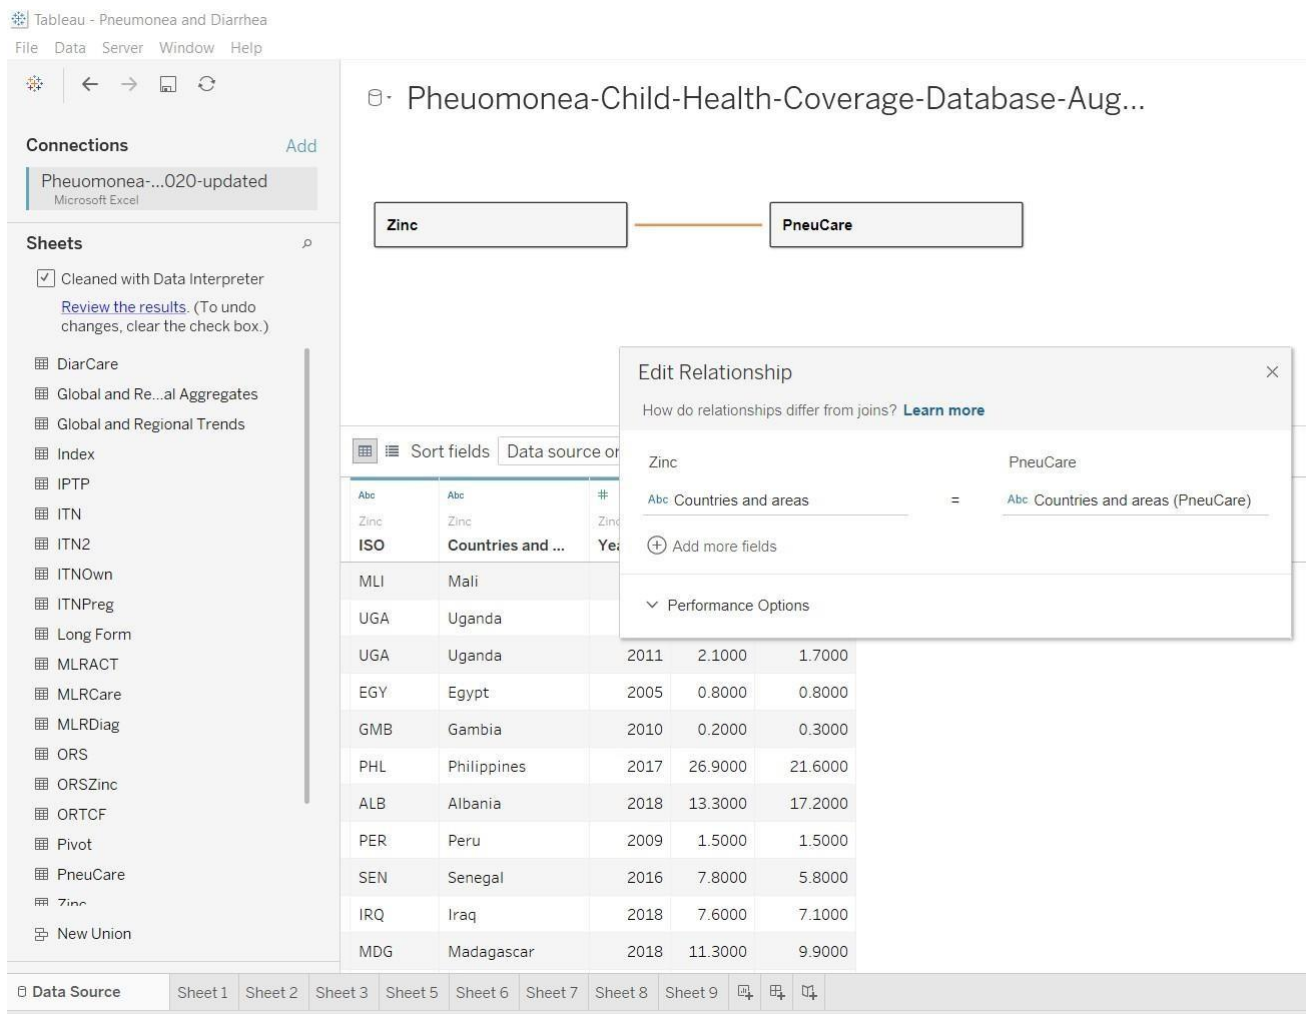 Tableau - Pneumonea and Diarrhea
File Data Server Window Help
Pheuomonea-Child-Health-Coverage-Database-Aug...
Connections Add
Pheuomonea-...020-updated
Microsoft Excel
Zinc PneuCare
Sheets
Cleaned with Data Interpreter
Review the results. (To undo
changes, clear the check box.)
DiarCare
Global and Re...al Aggregates
Global and Regional Trends
Index
IPTP
ITN
ITN2
ITNOwn
ITNPreg
Long Form
MLRACT
MLRCare
MLRDiag
ORS
ORSZinc
ORTCF
Pivot
PneuCare
Zinc
New Union
Edit Relationship
How do relationships differ from joins? Learn more
Zinc PneuCare
Abc Countries and areas = Abc Countries and areas (PneuCare)
Add more fields
Performance Options
Sort fields Data source or
Abc Abc #
Zinc Zinc Zinc
ISO Countries and ... Yea
MLI Mali
UGA Uganda
UGA Uganda 2011 2.1000 1.7000
EGY Egypt 2005 0.8000 0.8000
GMB Gambia 2010 0.2000 0.3000
PHL Philippines 2017 26.9000 21.6000
ALB Albania 2018 13.3000 17.2000
PER Peru 2009 1.5000 1.5000
SEN Senegal 2016 7.8000 5.8000
IRQ Iraq 2018 7.6000 7.1000
MDG Madagascar 2018 11.3000 9.9000
Data Source Sheet 1 Sheet 2 Sheet 3 Sheet 5 Sheet 6 Sheet 7 Sheet 8 Sheet 9